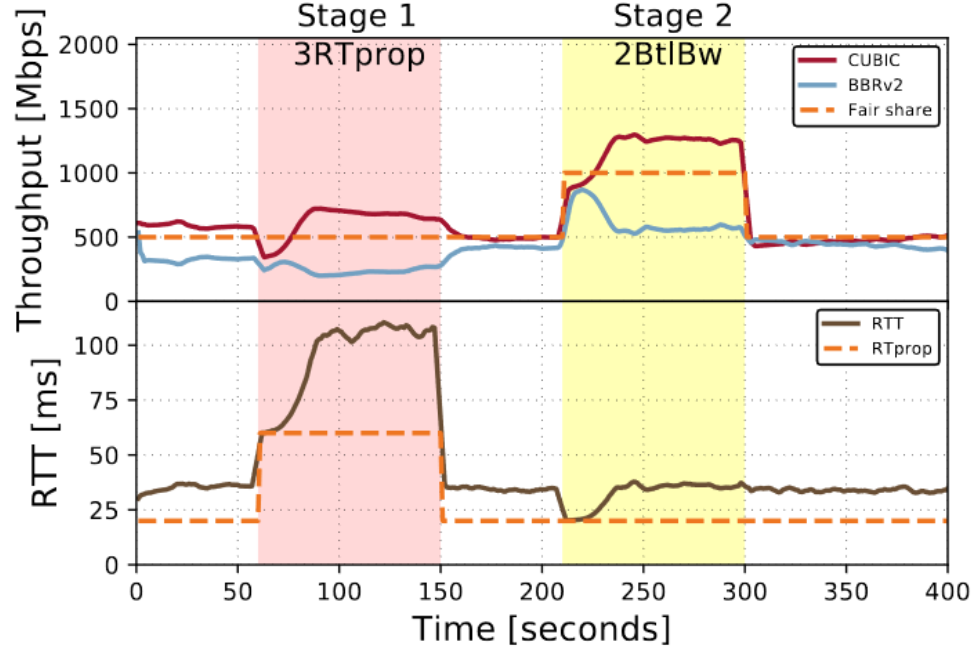 Stage 1
Stage 2
3RTprop
2BtlBw
Throughput [Mbps]
2000
1500
1000
500
0
CUBIC
BBRv2
Fair share
RTT [ms]
100
75
50
25
0
RTT
RTprop
0 50 100 150 200 250 300 350 400
Time [seconds]